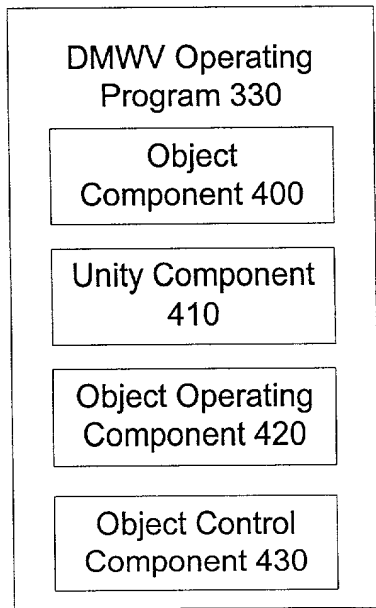 DMWV Operating
Program 330
Object
Component 400
Unity Component
410
Object Operating
Component 420
Object Control
Component 430